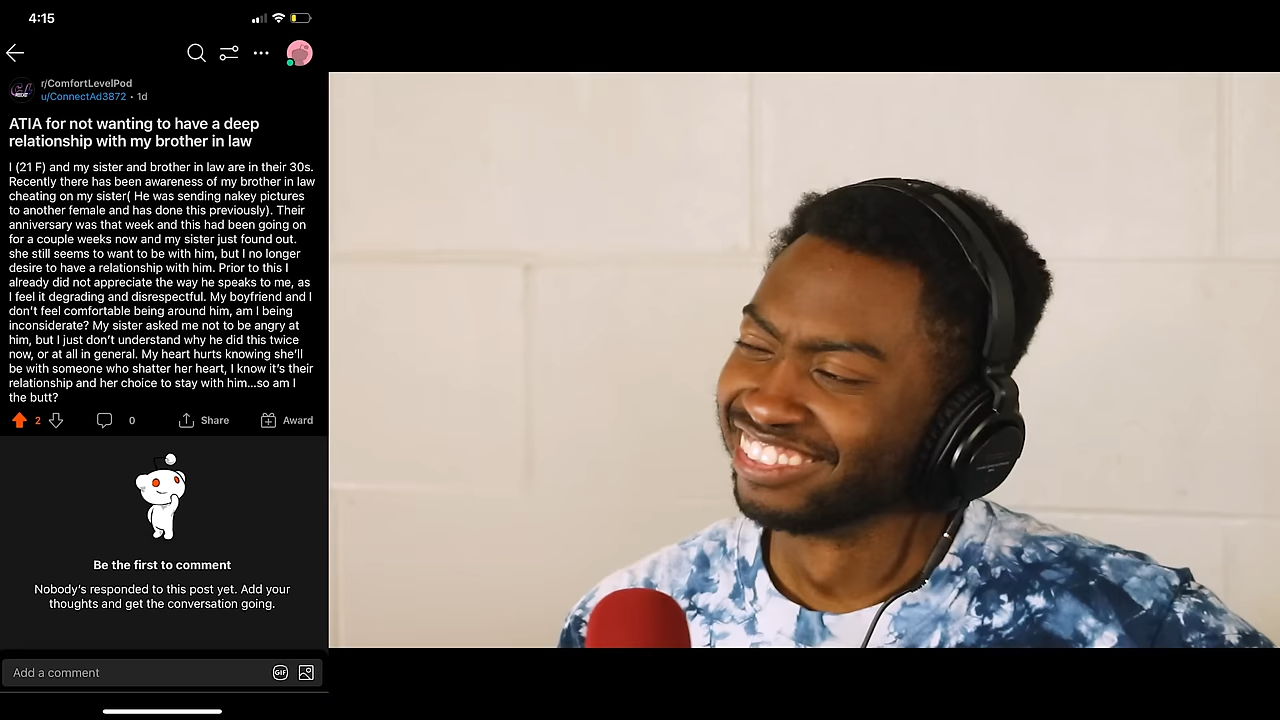 4:15
r/ComfortLevelPod
u/ConnectAd3872 • 1d
ATIA for not wanting to have a deep
relationship with my brother in law
I (21 F) and my sister and brother in law are in their 30s.
Recently there has been awareness of my brother in law
cheating on my sister( He was sending nakey pictures
to another female and has done this previously). Their
anniversary was that week and this had been going on
for a couple weeks now and my sister just found out.
she still seems to want to be with him, but I no longer
desire to have a relationship with him. Prior to this I
already did not appreciate the way he speaks to me, as
I feel it degrading and disrespectful. My boyfriend and I
don't feel comfortable being around him, am I being
inconsiderate? My sister asked me not to be angry at
him, but I just don't understand why he did this twice
now, or at all in general. My heart hurts knowing she'll
be with someone who shatter her heart, I know it's their
relationship and her choice to stay with him...so am I
the butt?
2 0 Share Award
Be the first to comment
Nobody's responded to this post yet. Add your
thoughts and get the conversation going.
Add a comment GIF